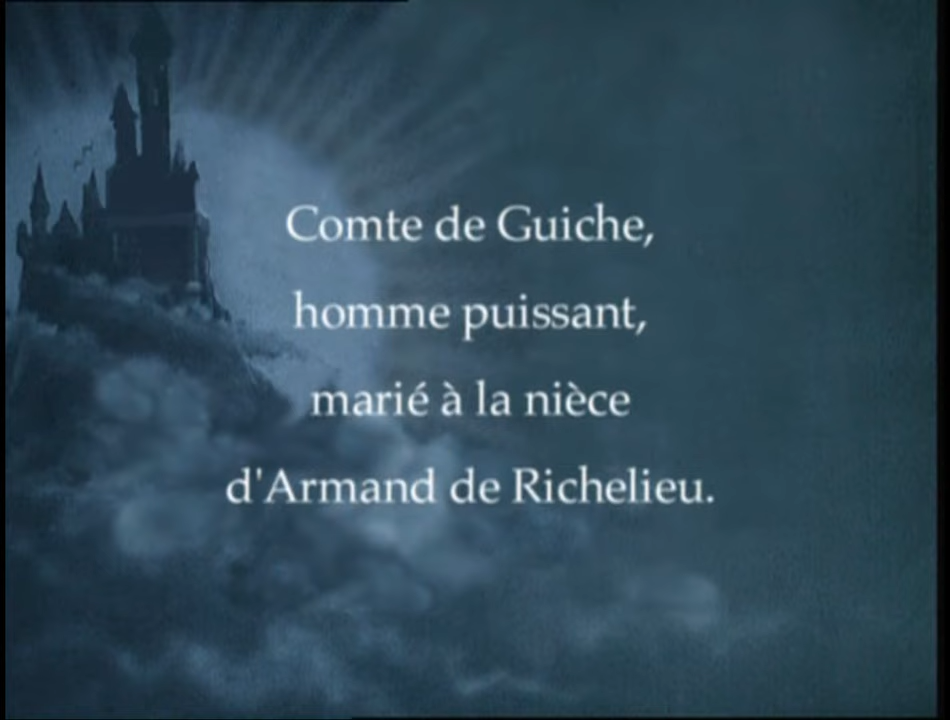 Comte de Guiche,
homme puissant,
marié à la nièce
d'Armand de Richelieu.